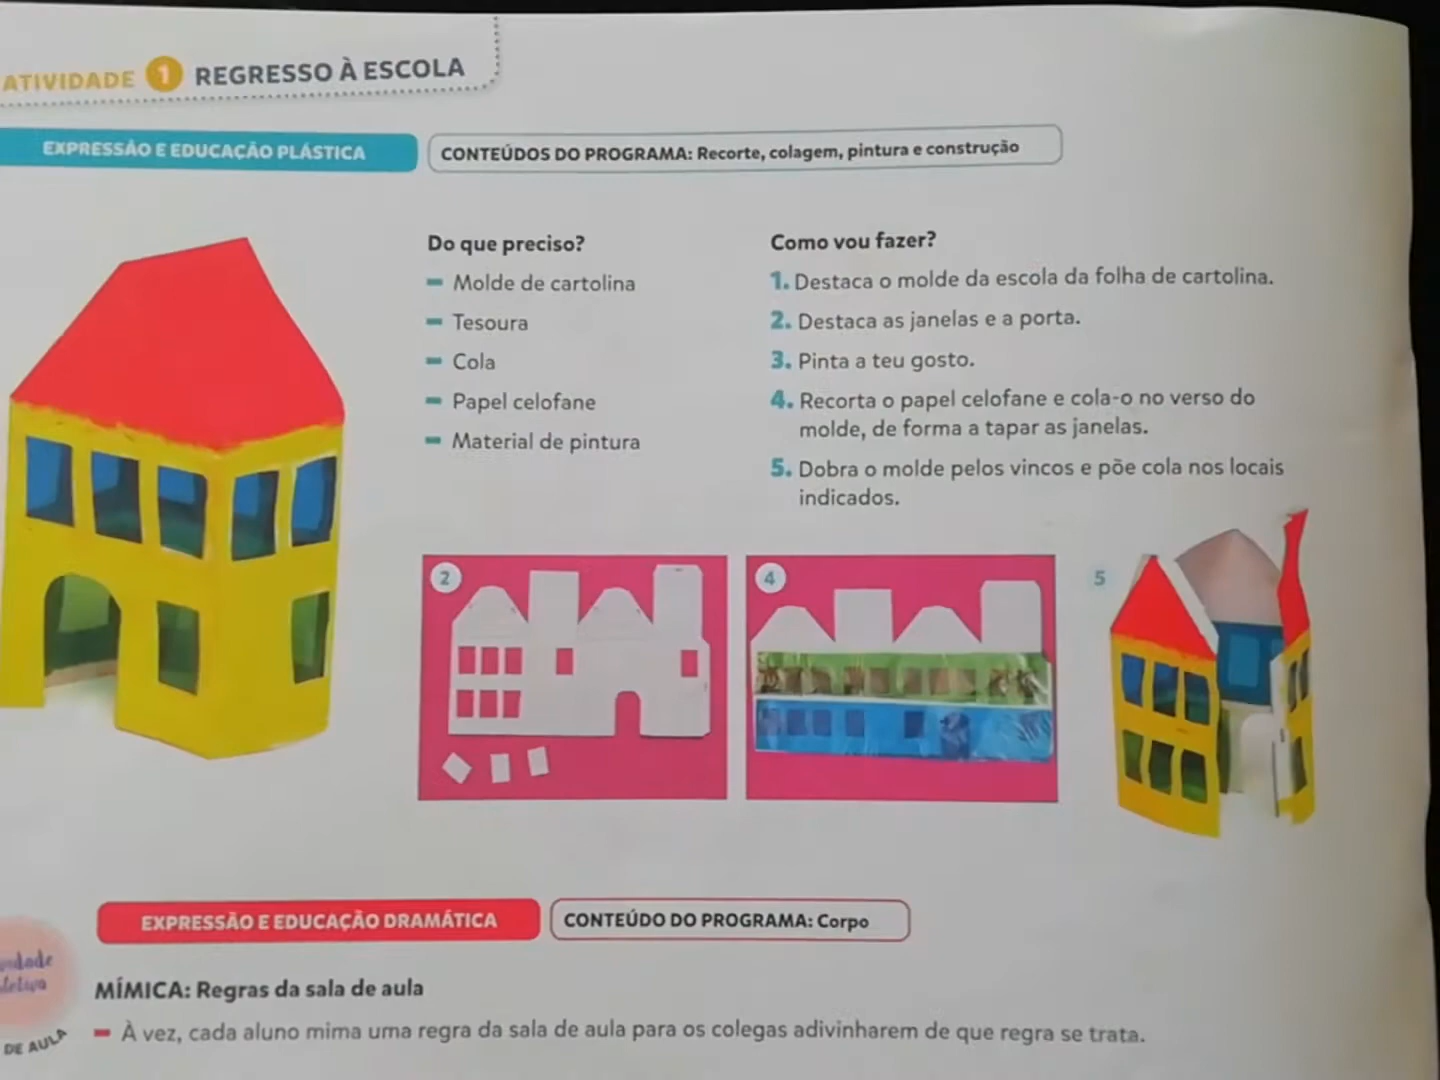 ATIVIDADE 1 REGRESSO À ESCOLA
EXPRESSÃO E EDUCAÇÃO PLÁSTICA
CONTEÚDOS DO PROGRAMA: Recorte, colagem, pintura e construção
Do que preciso?
Molde de cartolina
Tesoura
Cola
Papel celofane
Material de pintura
Como vou fazer?
1. Destaca o molde da escola da folha de cartolina.
2. Destaca as janelas e a porta.
3. Pinta a teu gosto.
4. Recorta o papel celofane e cola-o no verso do
molde, de forma a tapar as janelas.
5. Dobra o molde pelos vincos e põe cola nos locais
indicados.
2
4
5
EXPRESSÃO E EDUCAÇÃO DRAMÁTICA
CONTEÚDO DO PROGRAMA: Corpo
DE AULA
MÍMICA: Regras da sala de aula
À vez, cada aluno mima uma regra da sala de aula para os colegas adivinharem de que regra se trata.